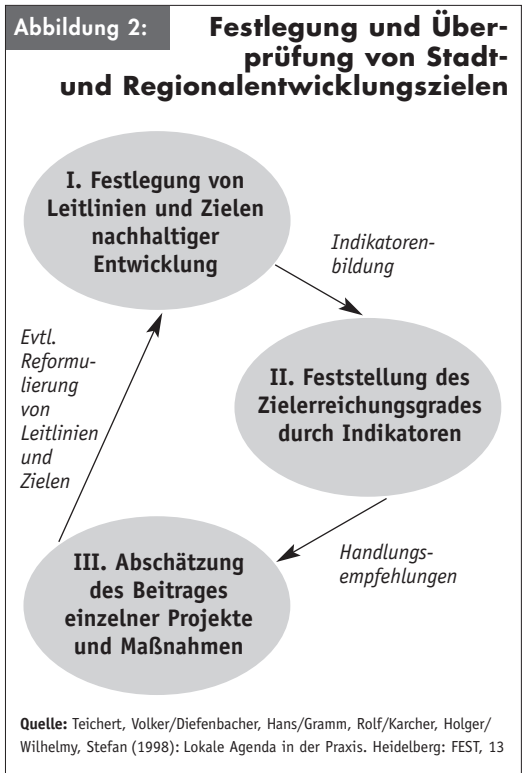 Abbildung 2:
Festlegung und Über-
prüfung von Stadt-
und Regionalentwicklungszielen
I. Festlegung von
Leitlinien und Zielen
nachhaltiger
Entwicklung
Indikatoren-
bildung
II. Feststellung des
Zielerreichungsgrades
durch Indikatoren
Handlungs-
empfehlungen
III. Abschätzung
des Beitrages
einzelner Projekte
und Maßnahmen
Evtl.
Reformu-
lierung
von
Leitlinien
und
Zielen
Quelle: Teichert, Volker/Diefenbacher, Hans/Gramm, Rolf/Karcher, Holger/
Wilhelmy, Stefan (1998): Lokale Agenda in der Praxis. Heidelberg: FEST, 13